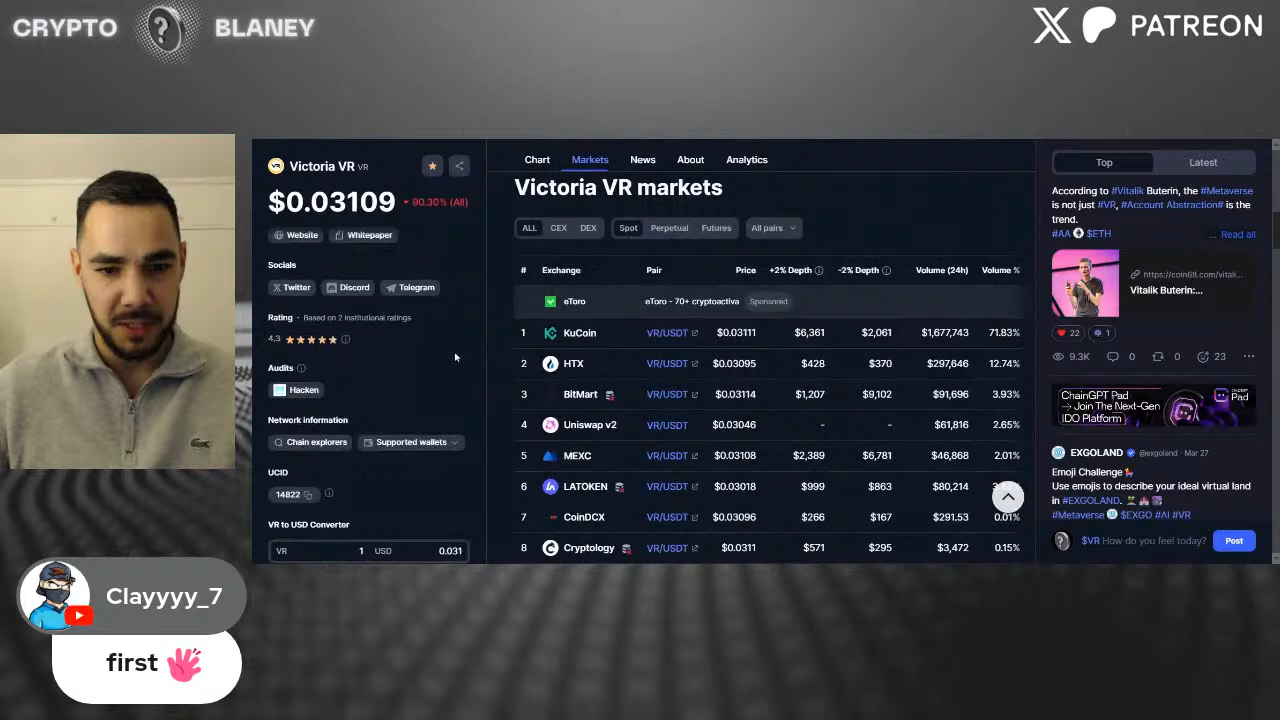 CRYPTO ? BLANEY
X PATREON
Victoria VR VR
$0.03109 90.30% (All)
Website Whitepaper
Socials
Twitter Discord Telegram
Rating · Based on 2 institutional ratings
4.3
Audits
Hacken
Network information
Chain explorers Supported wallets
UCID
14822
VR to USD Converter
VR 1 USD 0.031
Chart Markets News About Analytics
Victoria VR markets
ALL CEX DEX Spot Perpetual Futures All pairs
# Exchange Pair Price +2% Depth -2% Depth Volume (24h) Volume %
eToro eToro - 70+ cryptoactiva Sponsored
1 KuCoin VR/USDT $0.03111 $6,361 $2,061 $1,677,743 71.83%
2 HTX VR/USDT $0.03095 $428 $370 $297,646 12.74%
3 BitMart VR/USDT $0.03114 $1,207 $9,102 $91,696 3.93%
4 Uniswap v2 VR/USDT $0.03046 - - $61,816 2.65%
5 MEXC VR/USDT $0.03108 $2,389 $6,781 $46,868 2.01%
6 LATOKEN VR/USDT $0.03018 $999 $863 $80,214
7 CoinDCX VR/USDT $0.03096 $266 $167 $291.53 0.01%
8 Cryptology VR/USDT $0.0311 $571 $295 $3,472 0.15%
Top Latest
According to #Vitalik Buterin, the #Metaverse
is not just #VR, #Account Abstraction# is the
trend.
#AA $ETH ... Read all
https://coin68.com/vitali...
Vitalik Buterin:...
22 1
9.3K 0 0 23
ChainGPT Pad
→ Join The Next-Gen
IDO Platform
Pad
EXGOLAND @exgoland · Mar 27
Emoji Challenge
Use emojis to describe your ideal virtual land
in #EXGOLAND.
#Metaverse $EXGO #AI #VR
$VR How do you feel today? Post
Clayyyy_7
first